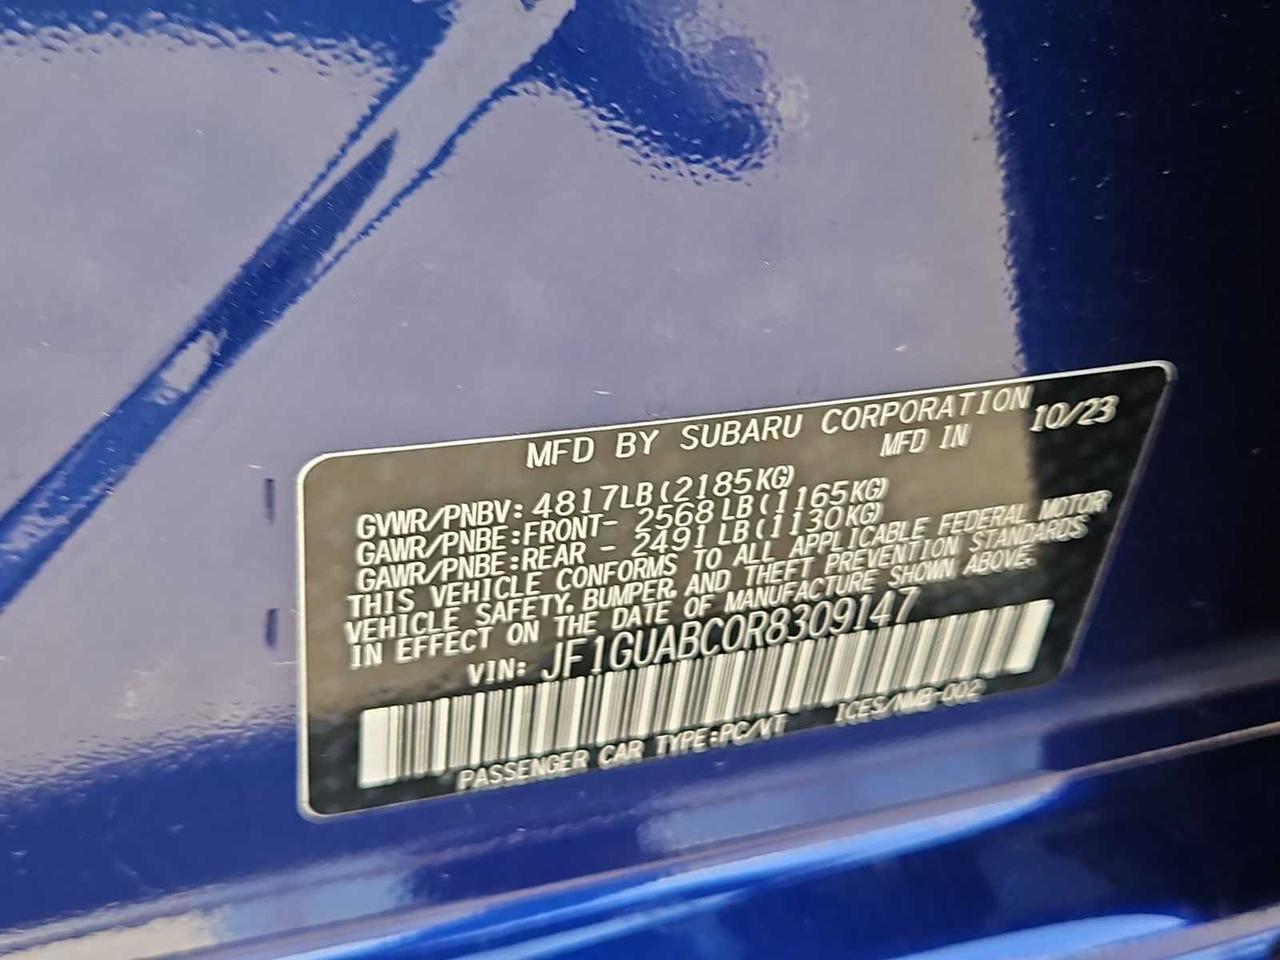 MFD BY SUBARU CORPORATION
MFD IN 10/23
GVWR/PNBV: 4817LB(2185KG)
GAWR/PNBE:FRONT- 2568LB(1165KG)
GAWR/PNBE:REAR - 2491LB(1130KG)
THIS VEHICLE CONFORMS TO ALL APPLICABLE FEDERAL MOTOR
VEHICLE SAFETY, BUMPER, AND THEFT PREVENTION STANDARDS
IN EFFECT ON THE DATE OF MANUFACTURE SHOWN ABOVE.
VIN: JF1GUABC0R8309147
PASSENGER CAR TYPE:PC/VT ICES/NMB-002